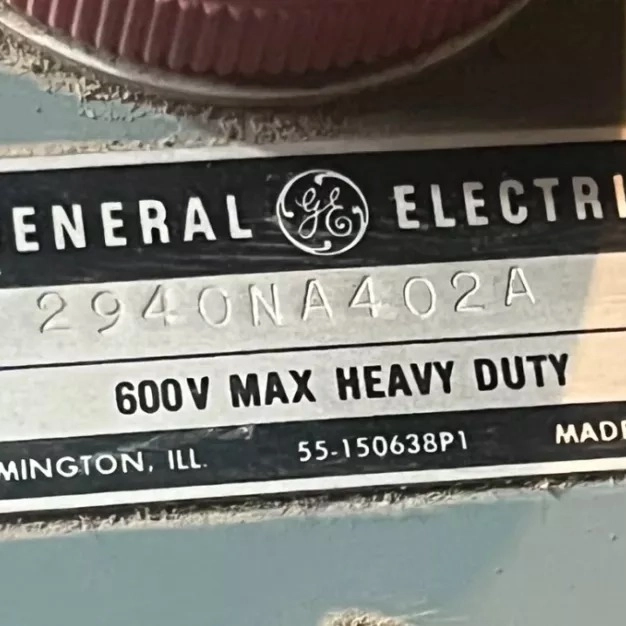 ENERAL GE ELECTRI
2940NA402A
600V MAX HEAVY DUTY
MINGTON, ILL. 55-150638P1 MADE